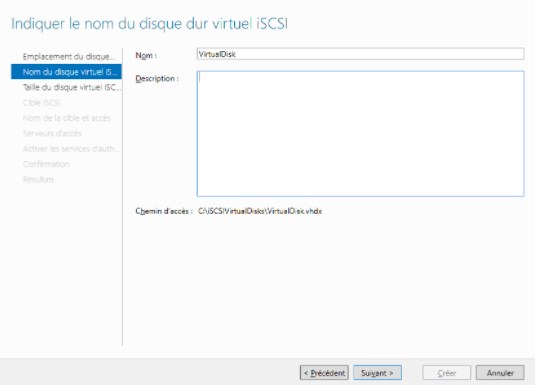 Indiquer le nom du disque dur virtuel iSCSI
Emplacement du disque...
Nom du disque virtuel iS...
Taille du disque virtuel iSC...
Cible iSCSI
Nom de la cible et accès
Serveurs d'accès
Activer les services d'auth...
Confirmation
Résultats
Nom :
VirtualDisk
Description :
Chemin d'accès : C:\iSCSIVirtualDisks\VirtualDisk.vhdx
< Précédent
Suivant >
Créer
Annuler